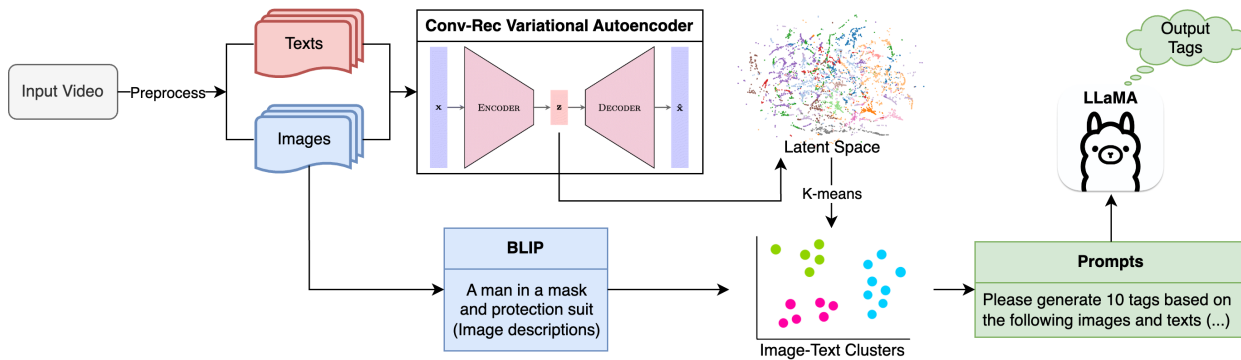 Input Video
Preprocess
Texts
Images
Conv-Rec Variational Autoencoder
x
ENCODER
z
DECODER
x̂
Latent Space
K-means
BLIP
A man in a mask
and protection suit
(Image descriptions)
Image-Text Clusters
Prompts
Please generate 10 tags based on
the following images and texts (...)
LLaMA
Output
Tags